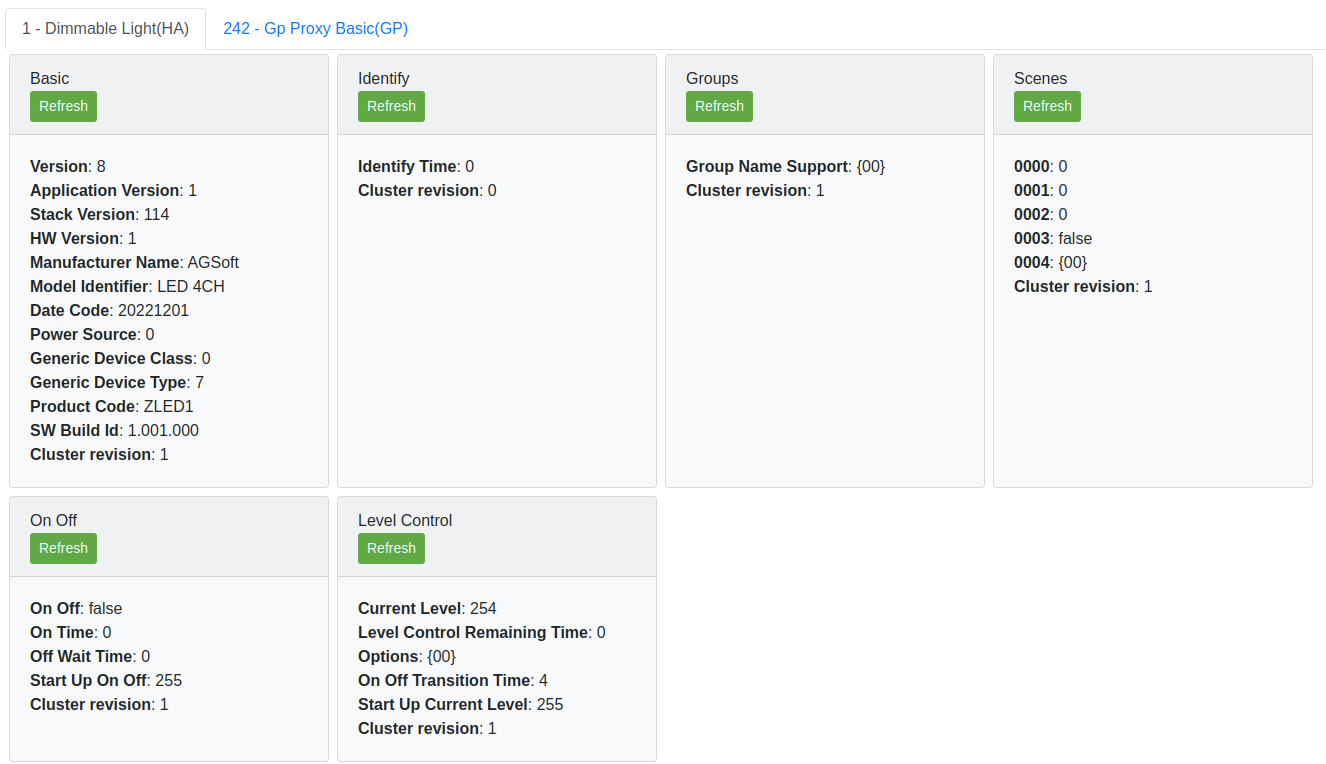 1 - Dimmable Light(HA)
242 - Gp Proxy Basic(GP)
Basic
Refresh
Version: 8
Application Version: 1
Stack Version: 114
HW Version: 1
Manufacturer Name: AGSoft
Model Identifier: LED 4CH
Date Code: 20221201
Power Source: 0
Generic Device Class: 0
Generic Device Type: 7
Product Code: ZLED1
SW Build Id: 1.001.000
Cluster revision: 1
Identify
Refresh
Identify Time: 0
Cluster revision: 0
Groups
Refresh
Group Name Support: {00}
Cluster revision: 1
Scenes
Refresh
0000: 0
0001: 0
0002: 0
0003: false
0004: {00}
Cluster revision: 1
On Off
Refresh
On Off: false
On Time: 0
Off Wait Time: 0
Start Up On Off: 255
Cluster revision: 1
Level Control
Refresh
Current Level: 254
Level Control Remaining Time: 0
Options: {00}
On Off Transition Time: 4
Start Up Current Level: 255
Cluster revision: 1